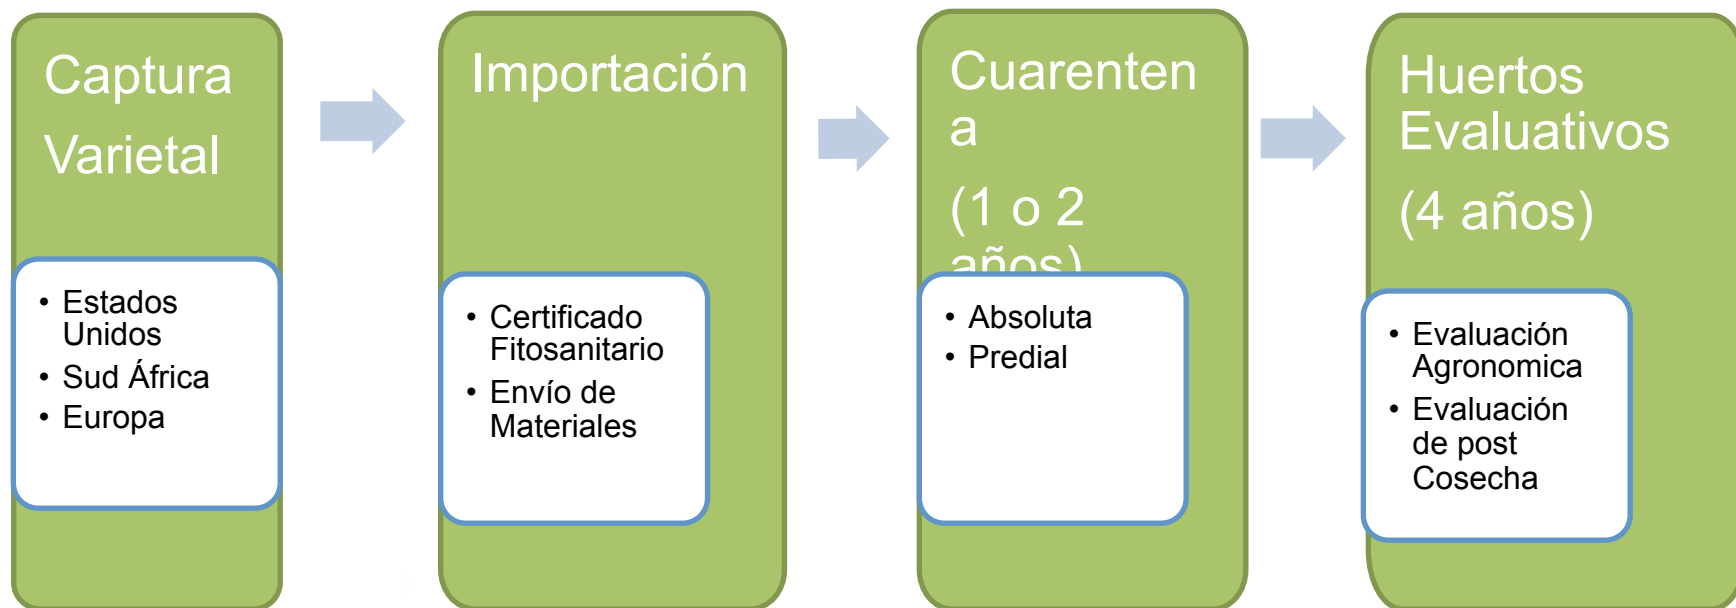 Captura
Varietal
• Estados
Unidos
• Sud África
• Europa
Importación
• Certificado
Fitosanitario
• Envío de
Materiales
Cuarenten
a
(1 o 2
años)
• Absoluta
• Predial
Huertos
Evaluativos
(4 años)
• Evaluación
Agronomica
• Evaluación
de post
Cosecha